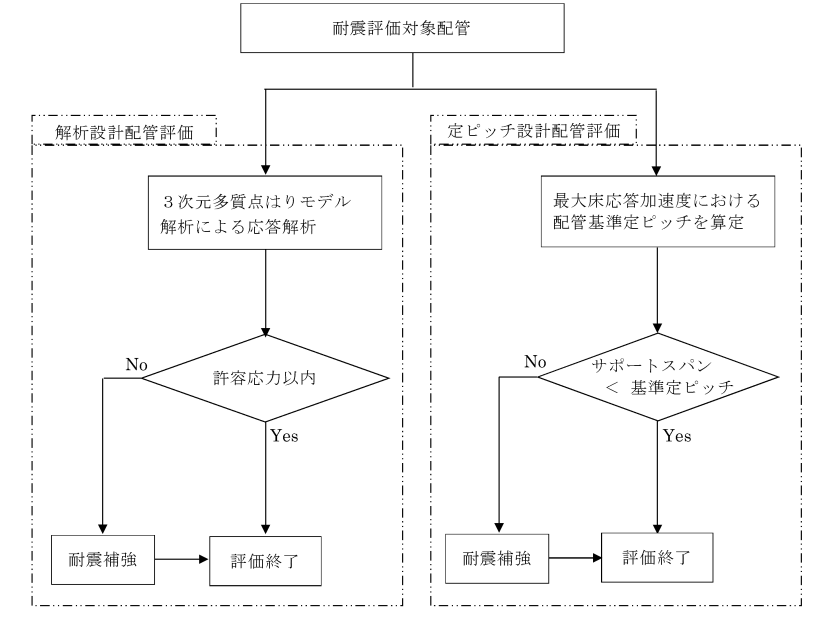 耐震評価対象配管
解析設計配管評価
３次元多質点はりモデル
解析による応答解析
No
許容応力以内
Yes
耐震補強
評価終了
定ピッチ設計配管評価
最大床応答加速度における
配管基準定ピッチを算定
No
サポートスパン
＜ 基準定ピッチ
Yes
耐震補強
評価終了